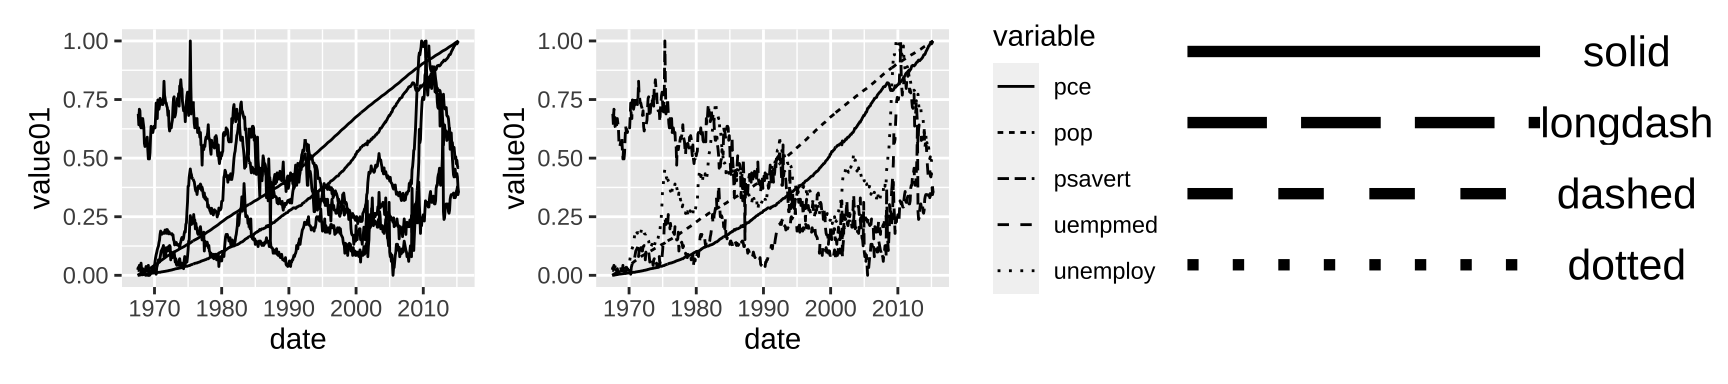 value01
1.00
0.75
0.50
0.25
0.00
1970 1980 1990 2000 2010
date
value01
1.00
0.75
0.50
0.25
0.00
1970 1980 1990 2000 2010
date
variable
pce
pop
psavert
uempmed
unemploy
solid
longdash
dashed
dotted